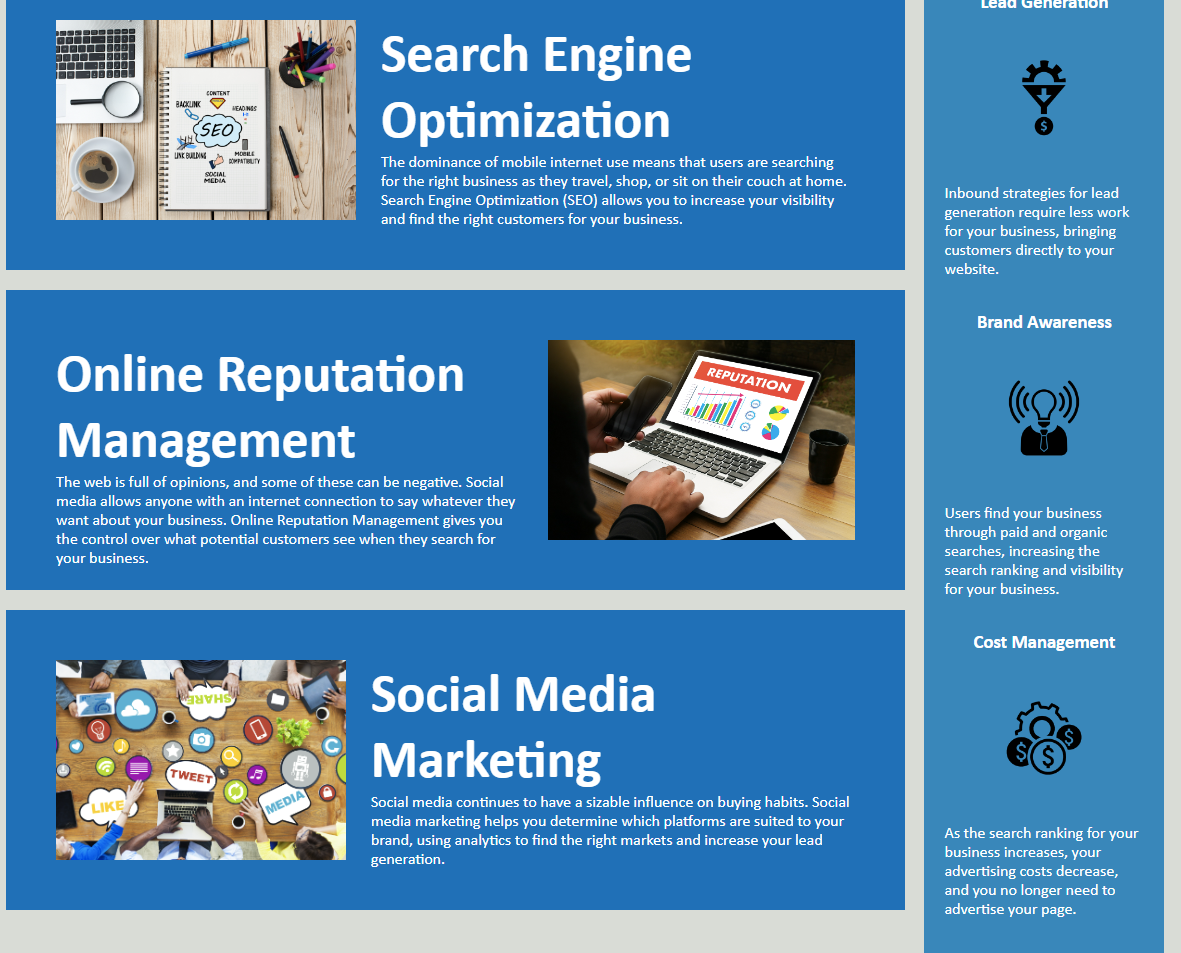 Search Engine
Optimization
The dominance of mobile internet use means that users are searching
for the right business as they travel, shop, or sit on their couch at home.
Search Engine Optimization (SEO) allows you to increase your visibility
and find the right customers for your business.
CONTENT
BACKLINK
HEADINGS
SEO
LINK BUILDING
MOBILE
COMPATIBILITY
SOCIAL
MEDIA
Online Reputation
Management
The web is full of opinions, and some of these can be negative. Social
media allows anyone with an internet connection to say whatever they
want about your business. Online Reputation Management gives you
the control over what potential customers see when they search for
your business.
REPUTATION
SHARE
TWEET
LIKE
MEDIA
Social Media
Marketing
Social media continues to have a sizable influence on buying habits. Social
media marketing helps you determine which platforms are suited to your
brand, using analytics to find the right markets and increase your lead
generation.
Lead Generation
$
Inbound strategies for lead
generation require less work
for your business, bringing
customers directly to your
website.
Brand Awareness
Users find your business
through paid and organic
searches, increasing the
search ranking and visibility
for your business.
Cost Management
$ $ $
As the search ranking for your
business increases, your
advertising costs decrease,
and you no longer need to
advertise your page.